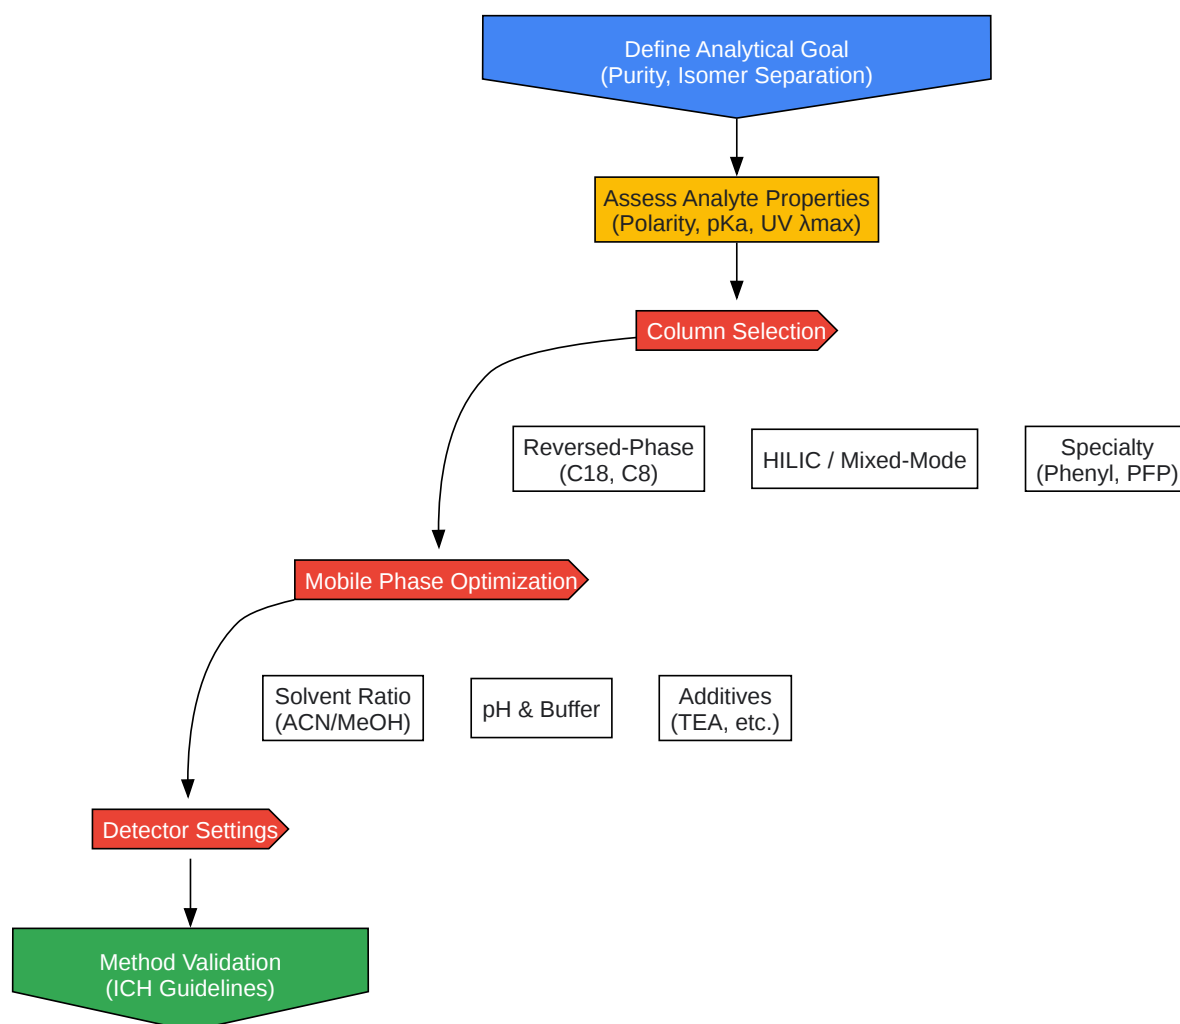 Define Analytical Goal
(Purity, Isomer Separation)
Assess Analyte Properties
(Polarity, pKa, UV λmax)
Column Selection
Reversed-Phase
(C18, C8)
HILIC / Mixed-Mode
Specialty
(Phenyl, PFP)
Mobile Phase Optimization
Solvent Ratio
(ACN/MeOH)
pH & Buffer
Additives
(TEA, etc.)
Detector Settings
Method Validation
(ICH Guidelines)